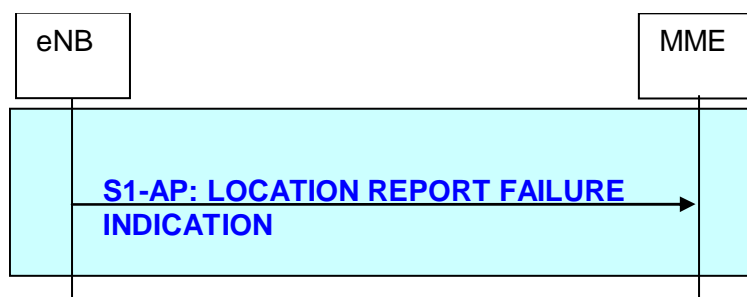 eNB
MME
S1-AP: LOCATION REPORT FAILURE
INDICATION